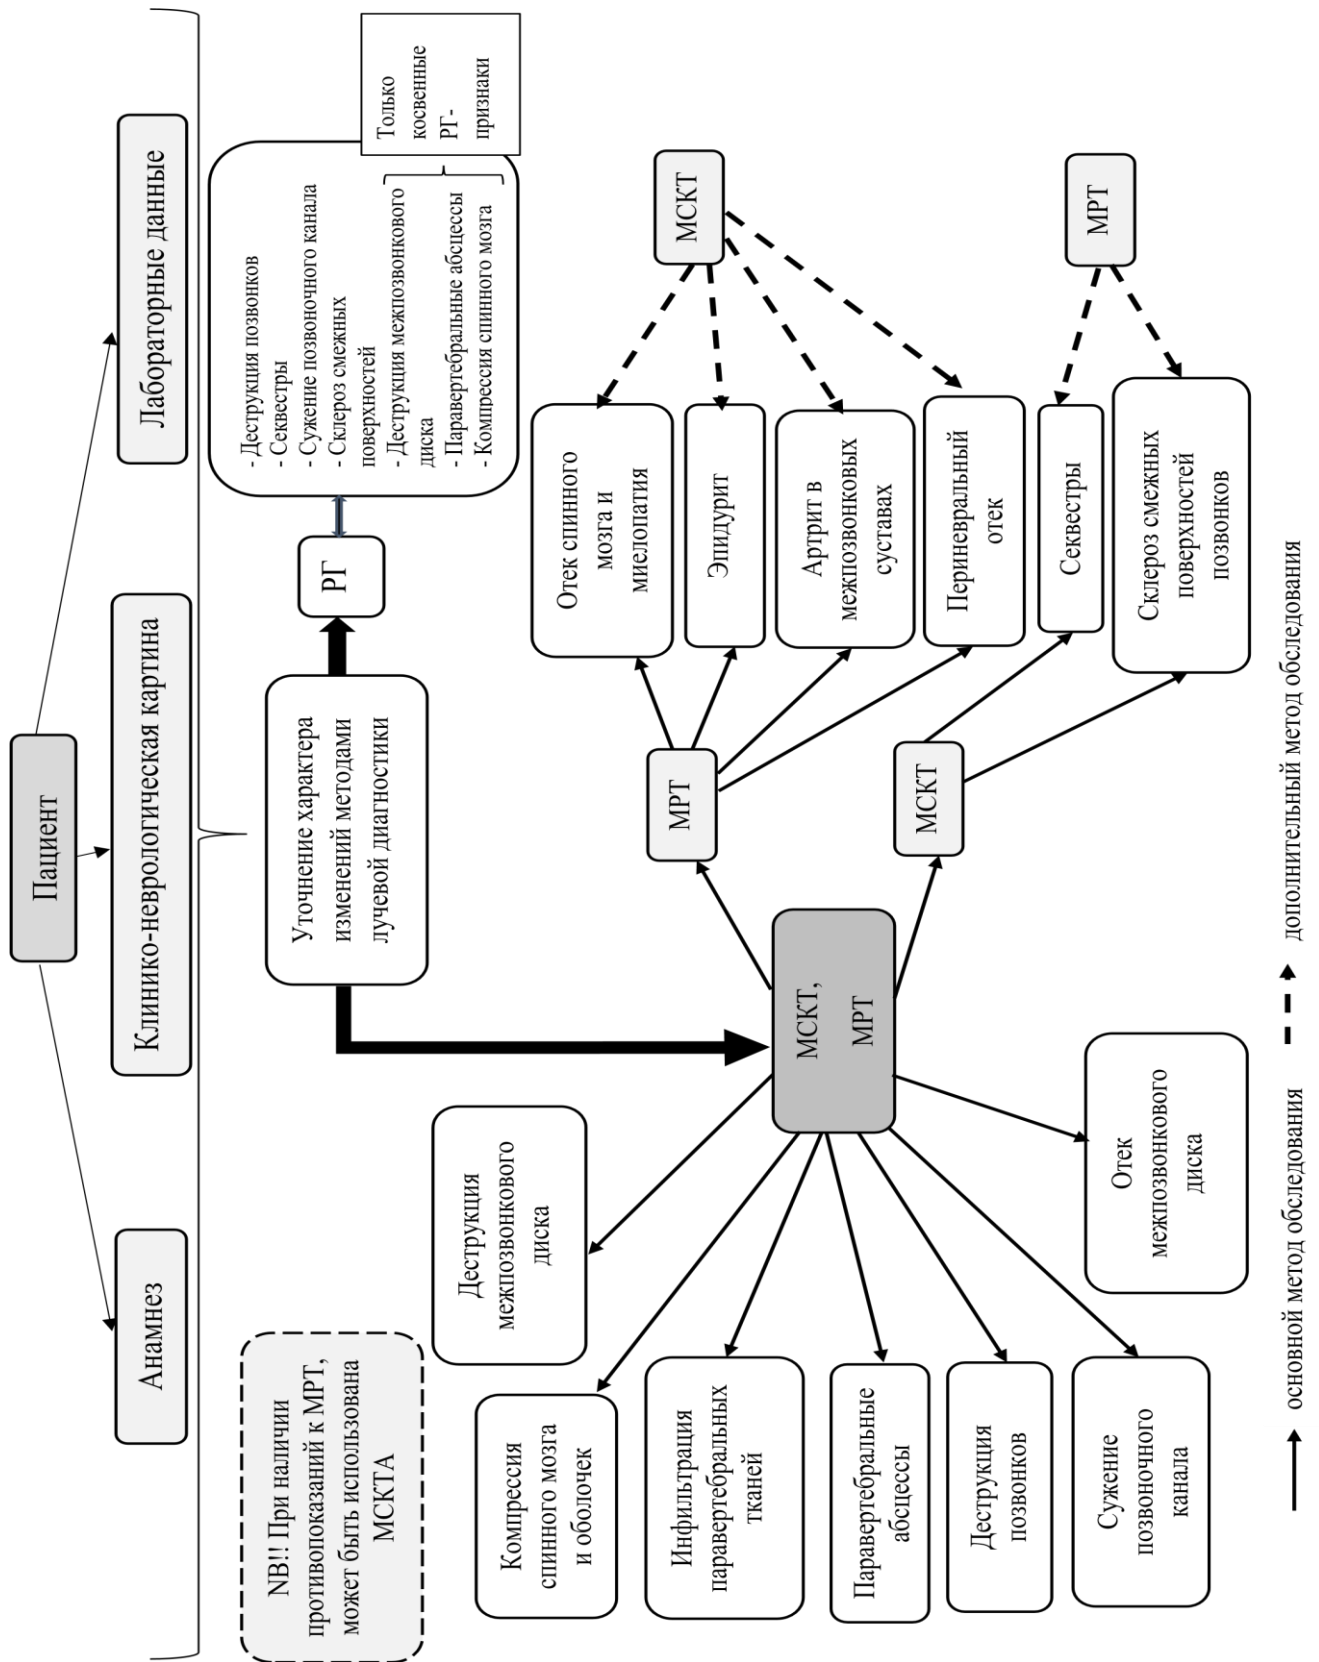 Пациент
Анамнез
Клинико-неврологическая картина
Лабораторные данные
NB!! При наличии
противопоказаний к МРТ,
может быть использована
МСКТА
Уточнение характера
изменений методами
лучевой диагностики
РГ
- Деструкция позвонков
- Секвестры
- Сужение позвоночного канала
- Склероз смежных
поверхностей
- Деструкция межпозвонкового
диска
- Паравертебральные абсцессы
- Компрессия спинного мозга
Только
косвенные
РГ-
признаки
Деструкция
межпозвонкового
диска
Компрессия
спинного мозга
и оболочек
Инфильтрация
паравертебральных
тканей
Паравертебральные
абсцессы
Деструкция
позвонков
Сужение
позвоночного
канала
Отек
межпозвонкового
диска
МСКТ,
МРТ
МРТ
МСКТ
Отек спинного
мозга и
миелопатия
Эпидурит
Артрит в
межпозвонковых
суставах
Периневральный
отек
Секвестры
Склероз смежных
поверхностей
позвонков
МСКТ
МРТ
основной метод обследования
дополнительный метод обследования